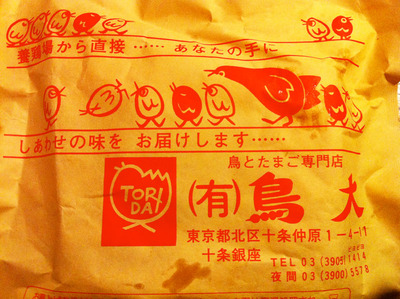 養鶏場から直接……あなたの手に
しあわせの味を お届けします……
鳥とたまご専門店
TORI
DAI
(有)鳥大
東京都北区十条仲原1-4-11
十条銀座
TEL 03(3905)1414
夜間 03(3900)5578